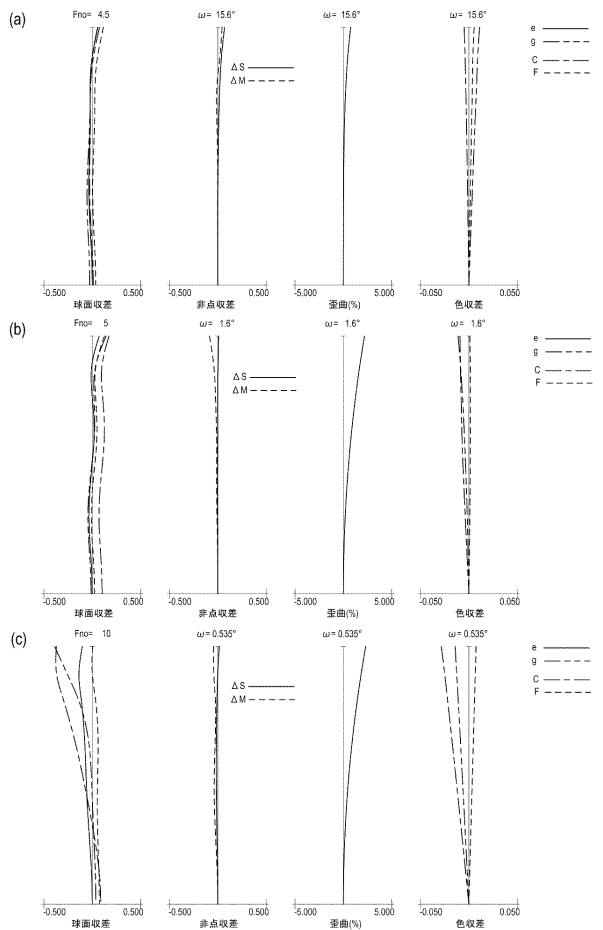 (a)
Fno= 4.5
ω= 15.6°
ω= 15.6°
ω= 15.6°
e
g
C
F
ΔS
ΔM
-0.500 0.500
球面収差
-0.500 0.500
非点収差
-5.000 5.000
歪曲(%)
-0.050 0.050
色収差
(b)
Fno= 5
ω= 1.6°
ω= 1.6°
ω= 1.6°
e
g
C
F
ΔS
ΔM
-0.500 0.500
球面収差
-0.500 0.500
非点収差
-5.000 5.000
歪曲(%)
-0.050 0.050
色収差
(c)
Fno= 10
ω= 0.535°
ω= 0.535°
ω= 0.535°
e
g
C
F
ΔS
ΔM
-0.500 0.500
球面収差
-0.500 0.500
非点収差
-5.000 5.000
歪曲(%)
-0.050 0.050
色収差